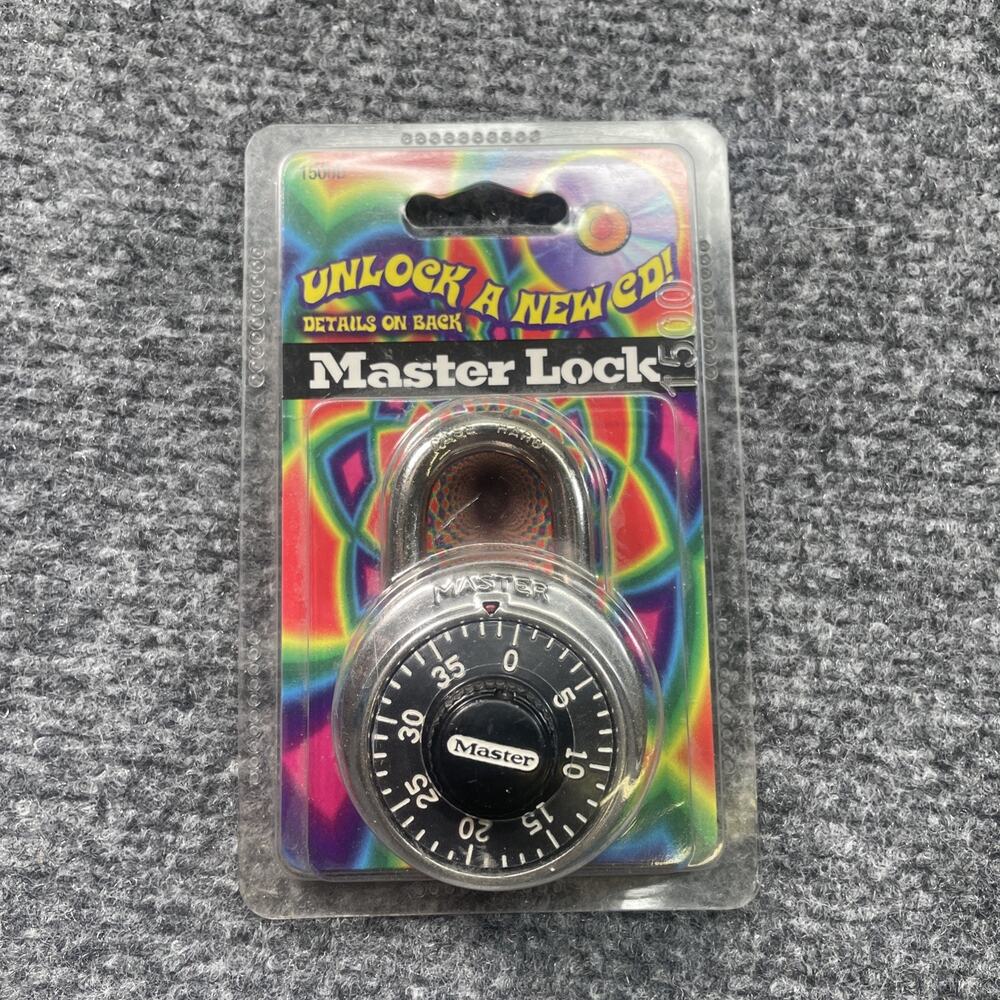 UNLOCK A NEW CD!
DETAILS ON BACK
Master Lock
1500
HARD
MASTER
0
5
10
15
20
25
30
35
Master